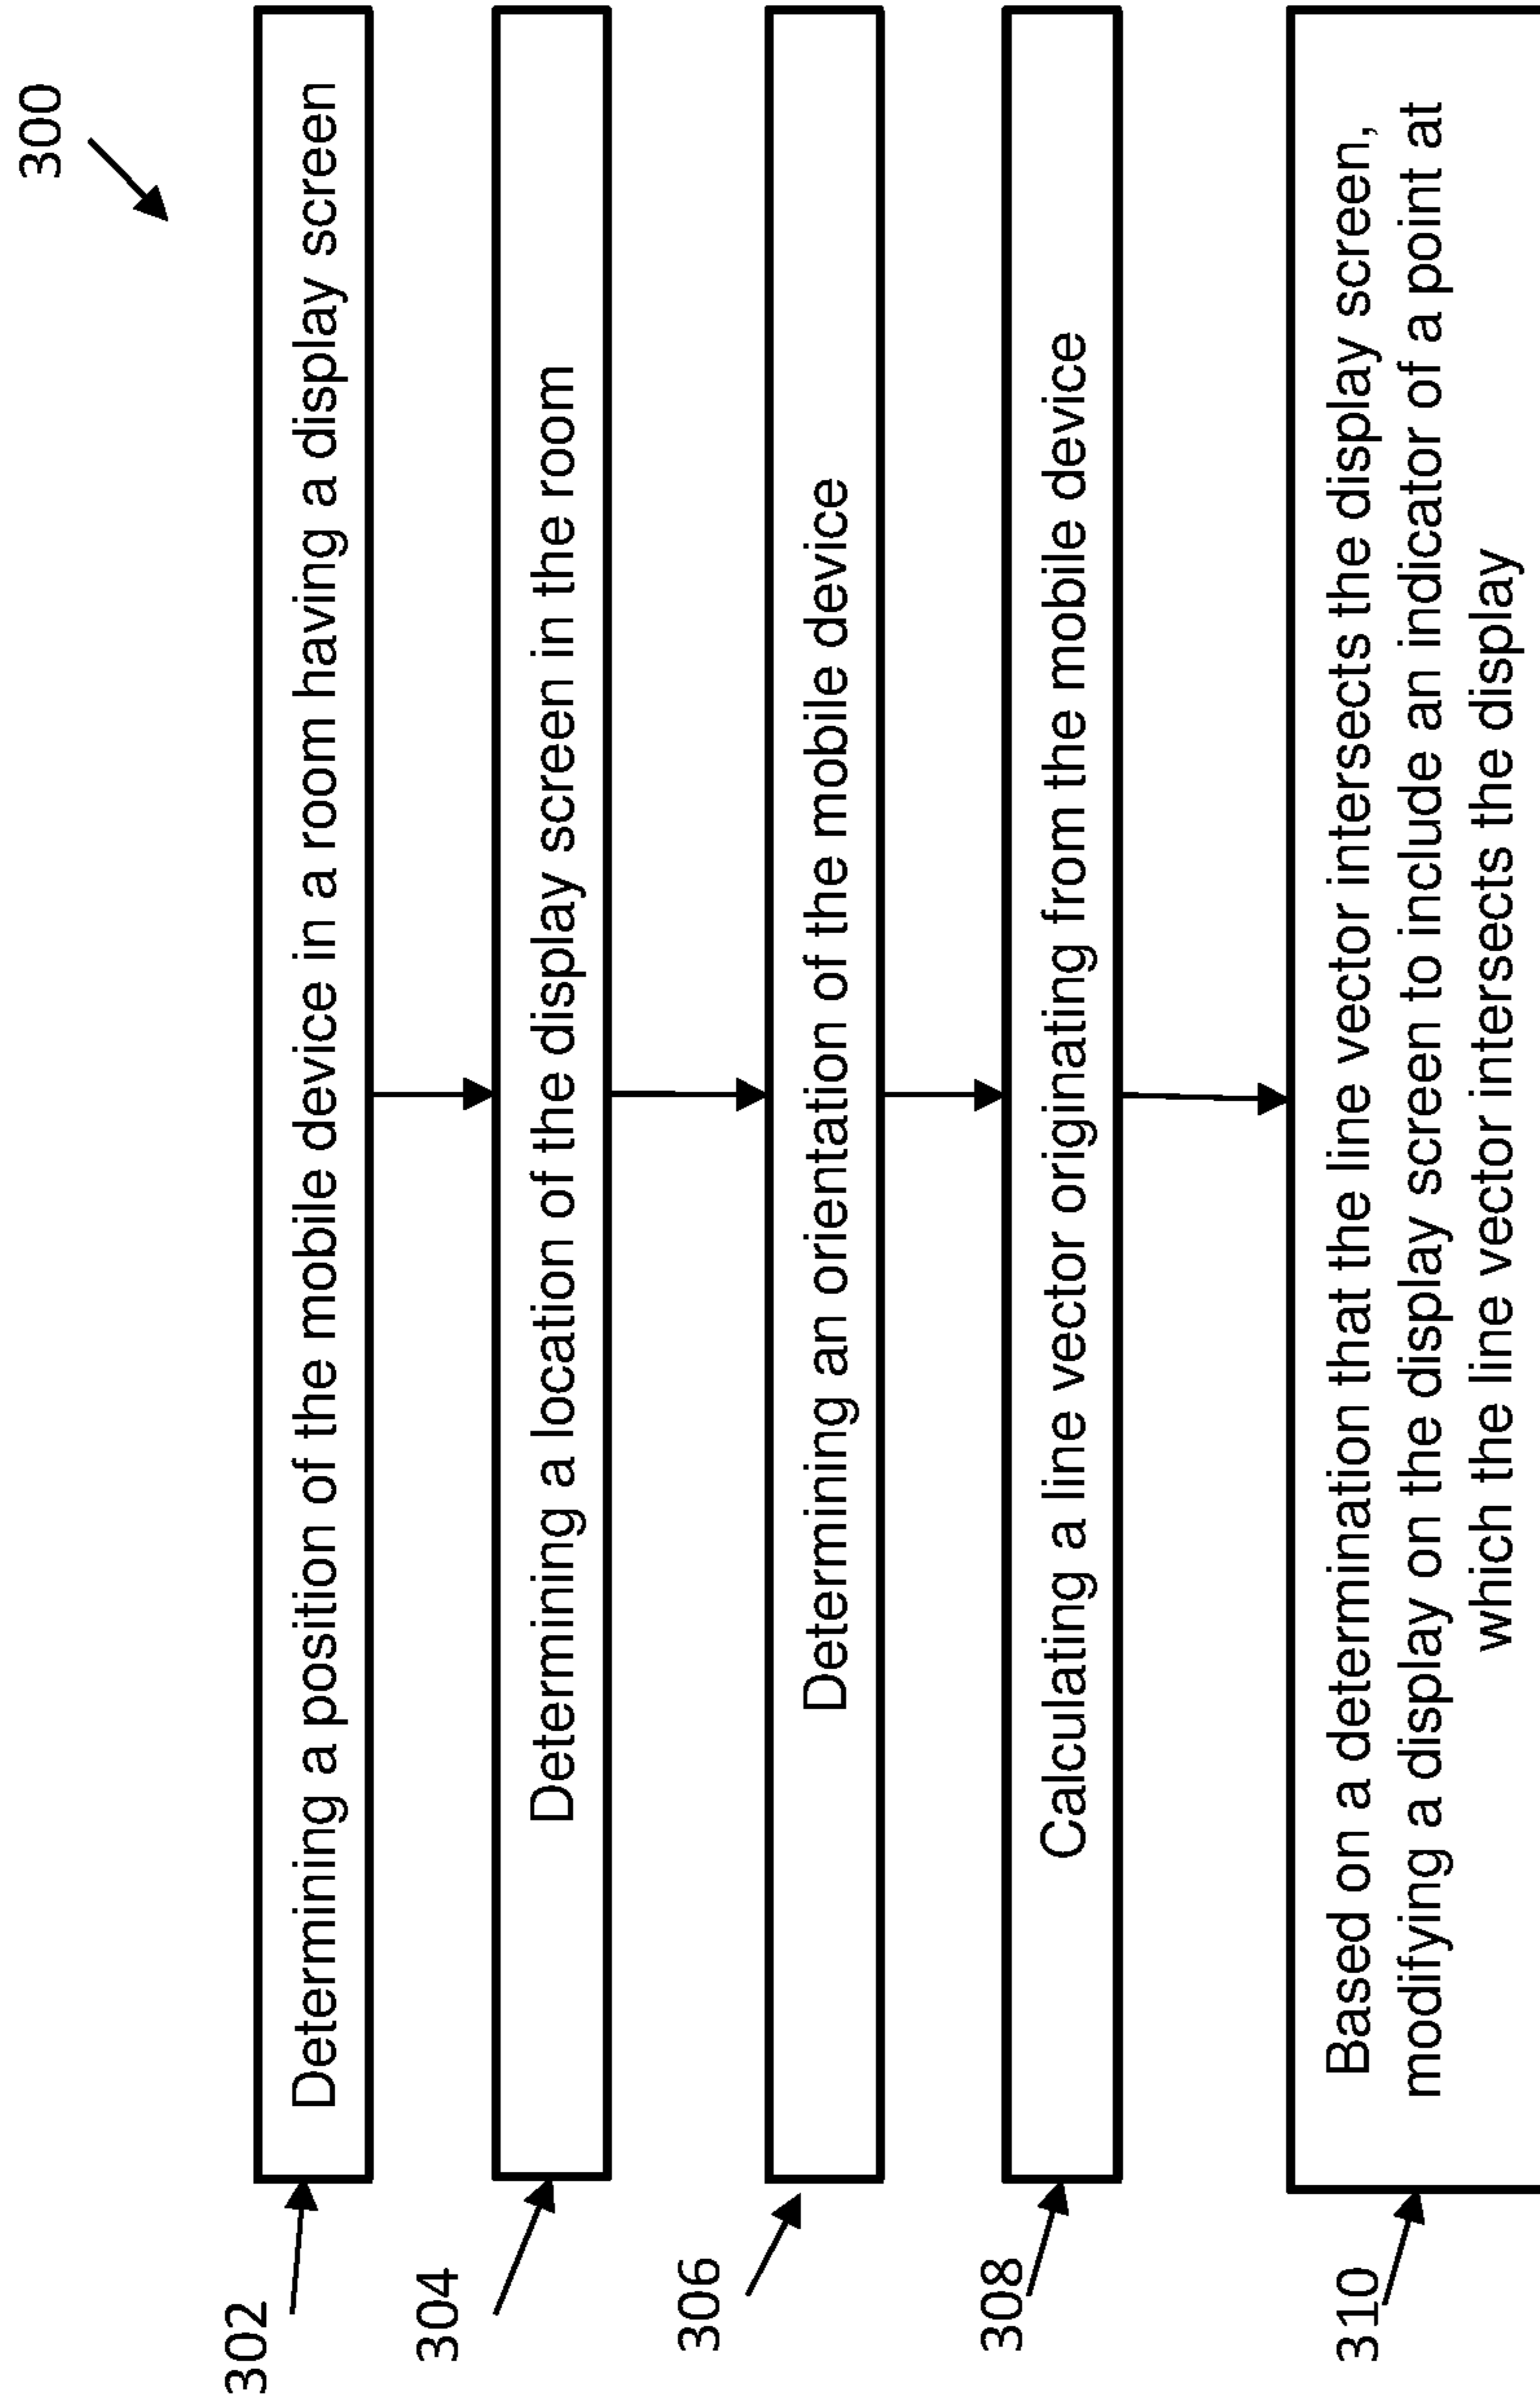 300
302
Determining a position of the mobile device in a room having a display screen
304
Determining a location of the display screen in the room
306
Determining an orientation of the mobile device
308
Calculating a line vector originating from the mobile device
310
Based on a determination that the line vector intersects the display screen,
modifying a display on the display screen to include an indicator of a point at
which the line vector intersects the display